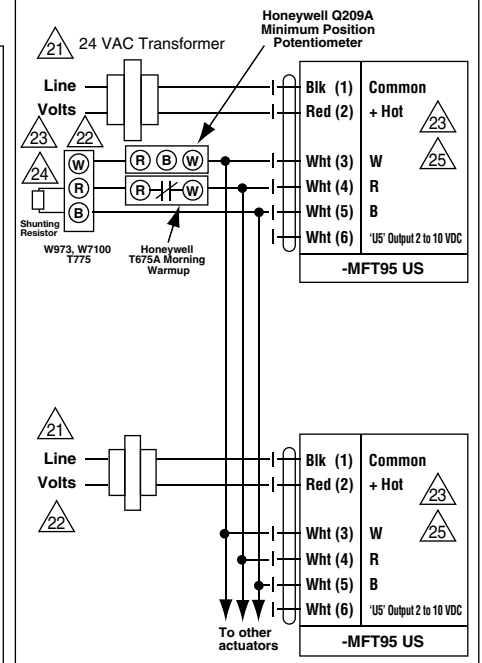 Honeywell Q209A
Minimum Position
Potentiometer
21 24 VAC Transformer
Line
Volts
Blk (1) Common
Red (2) + Hot
23
25
Wht (3) W
Wht (4) R
Wht (5) B
Wht (6) 'U5' Output 2 to 10 VDC
-MFT95 US
23 22
24
W
R
B
R B W
R W
Shunting
Resistor
W973, W7100
T775
Honeywell
T675A Morning
Warmup
21
Line
Volts
22
Blk (1) Common
Red (2) + Hot
23
25
Wht (3) W
Wht (4) R
Wht (5) B
Wht (6) 'U5' Output 2 to 10 VDC
-MFT95 US
To other
actuators